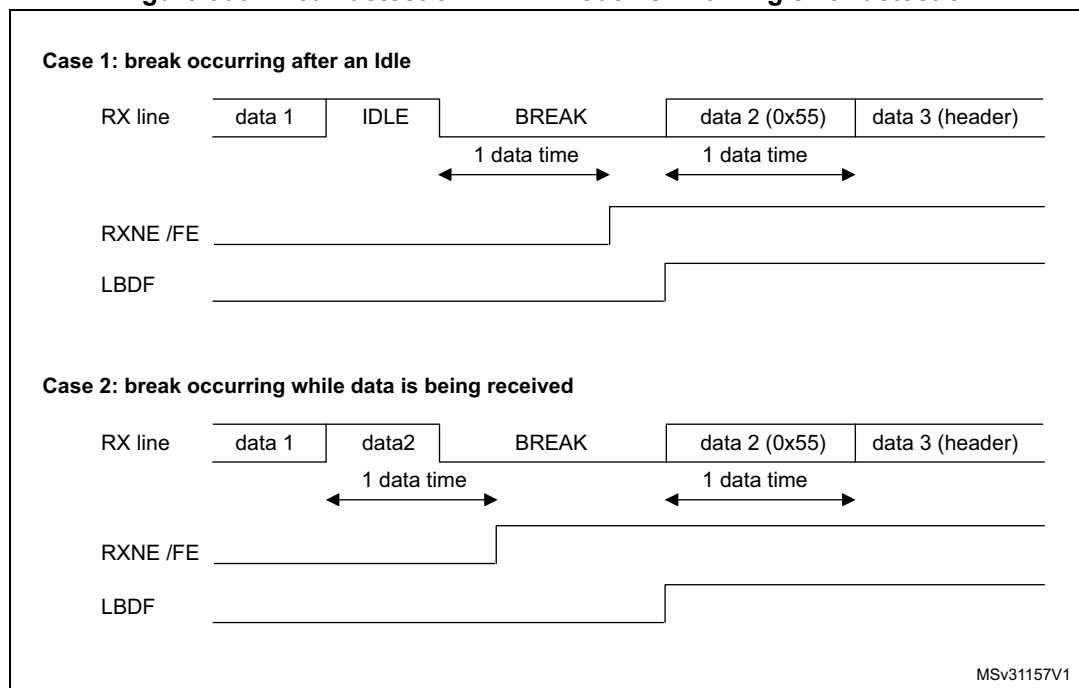 Case 1: break occurring after an Idle
RX line data 1 IDLE BREAK data 2 (0x55) data 3 (header)
1 data time 1 data time
RXNE /FE
LBDF
Case 2: break occurring while data is being received
RX line data 1 data2 BREAK data 2 (0x55) data 3 (header)
1 data time 1 data time
RXNE /FE
LBDF
MSv31157V1